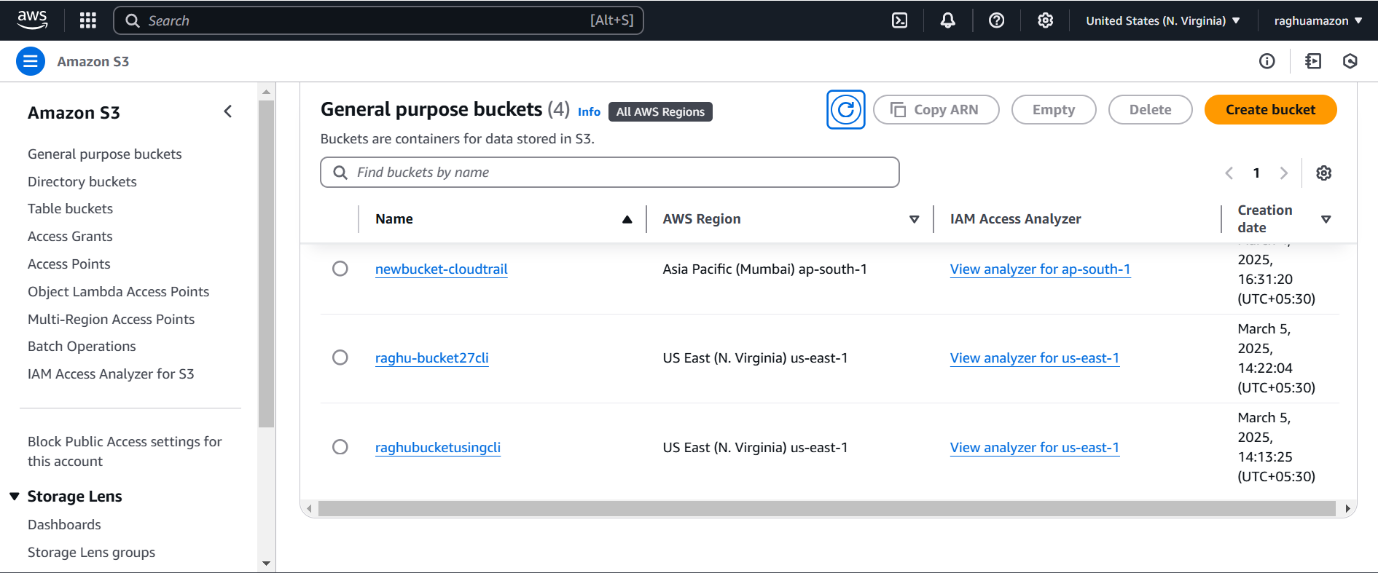 aws
Search [Alt+S]
United States (N. Virginia)
raghuamazon
Amazon S3
Amazon S3
General purpose buckets
Directory buckets
Table buckets
Access Grants
Access Points
Object Lambda Access Points
Multi-Region Access Points
Batch Operations
IAM Access Analyzer for S3
Block Public Access settings for
this account
Storage Lens
Dashboards
Storage Lens groups
General purpose buckets (4) Info All AWS Regions
Copy ARN
Empty
Delete
Create bucket
Buckets are containers for data stored in S3.
Find buckets by name
1
Name
AWS Region
IAM Access Analyzer
Creation
date
newbucket-cloudtrail
Asia Pacific (Mumbai) ap-south-1
View analyzer for ap-south-1
2025,
16:31:20
(UTC+05:30)
raghu-bucket27cli
US East (N. Virginia) us-east-1
View analyzer for us-east-1
March 5,
2025,
14:22:04
(UTC+05:30)
raghubucketusingcli
US East (N. Virginia) us-east-1
View analyzer for us-east-1
March 5,
2025,
14:13:25
(UTC+05:30)